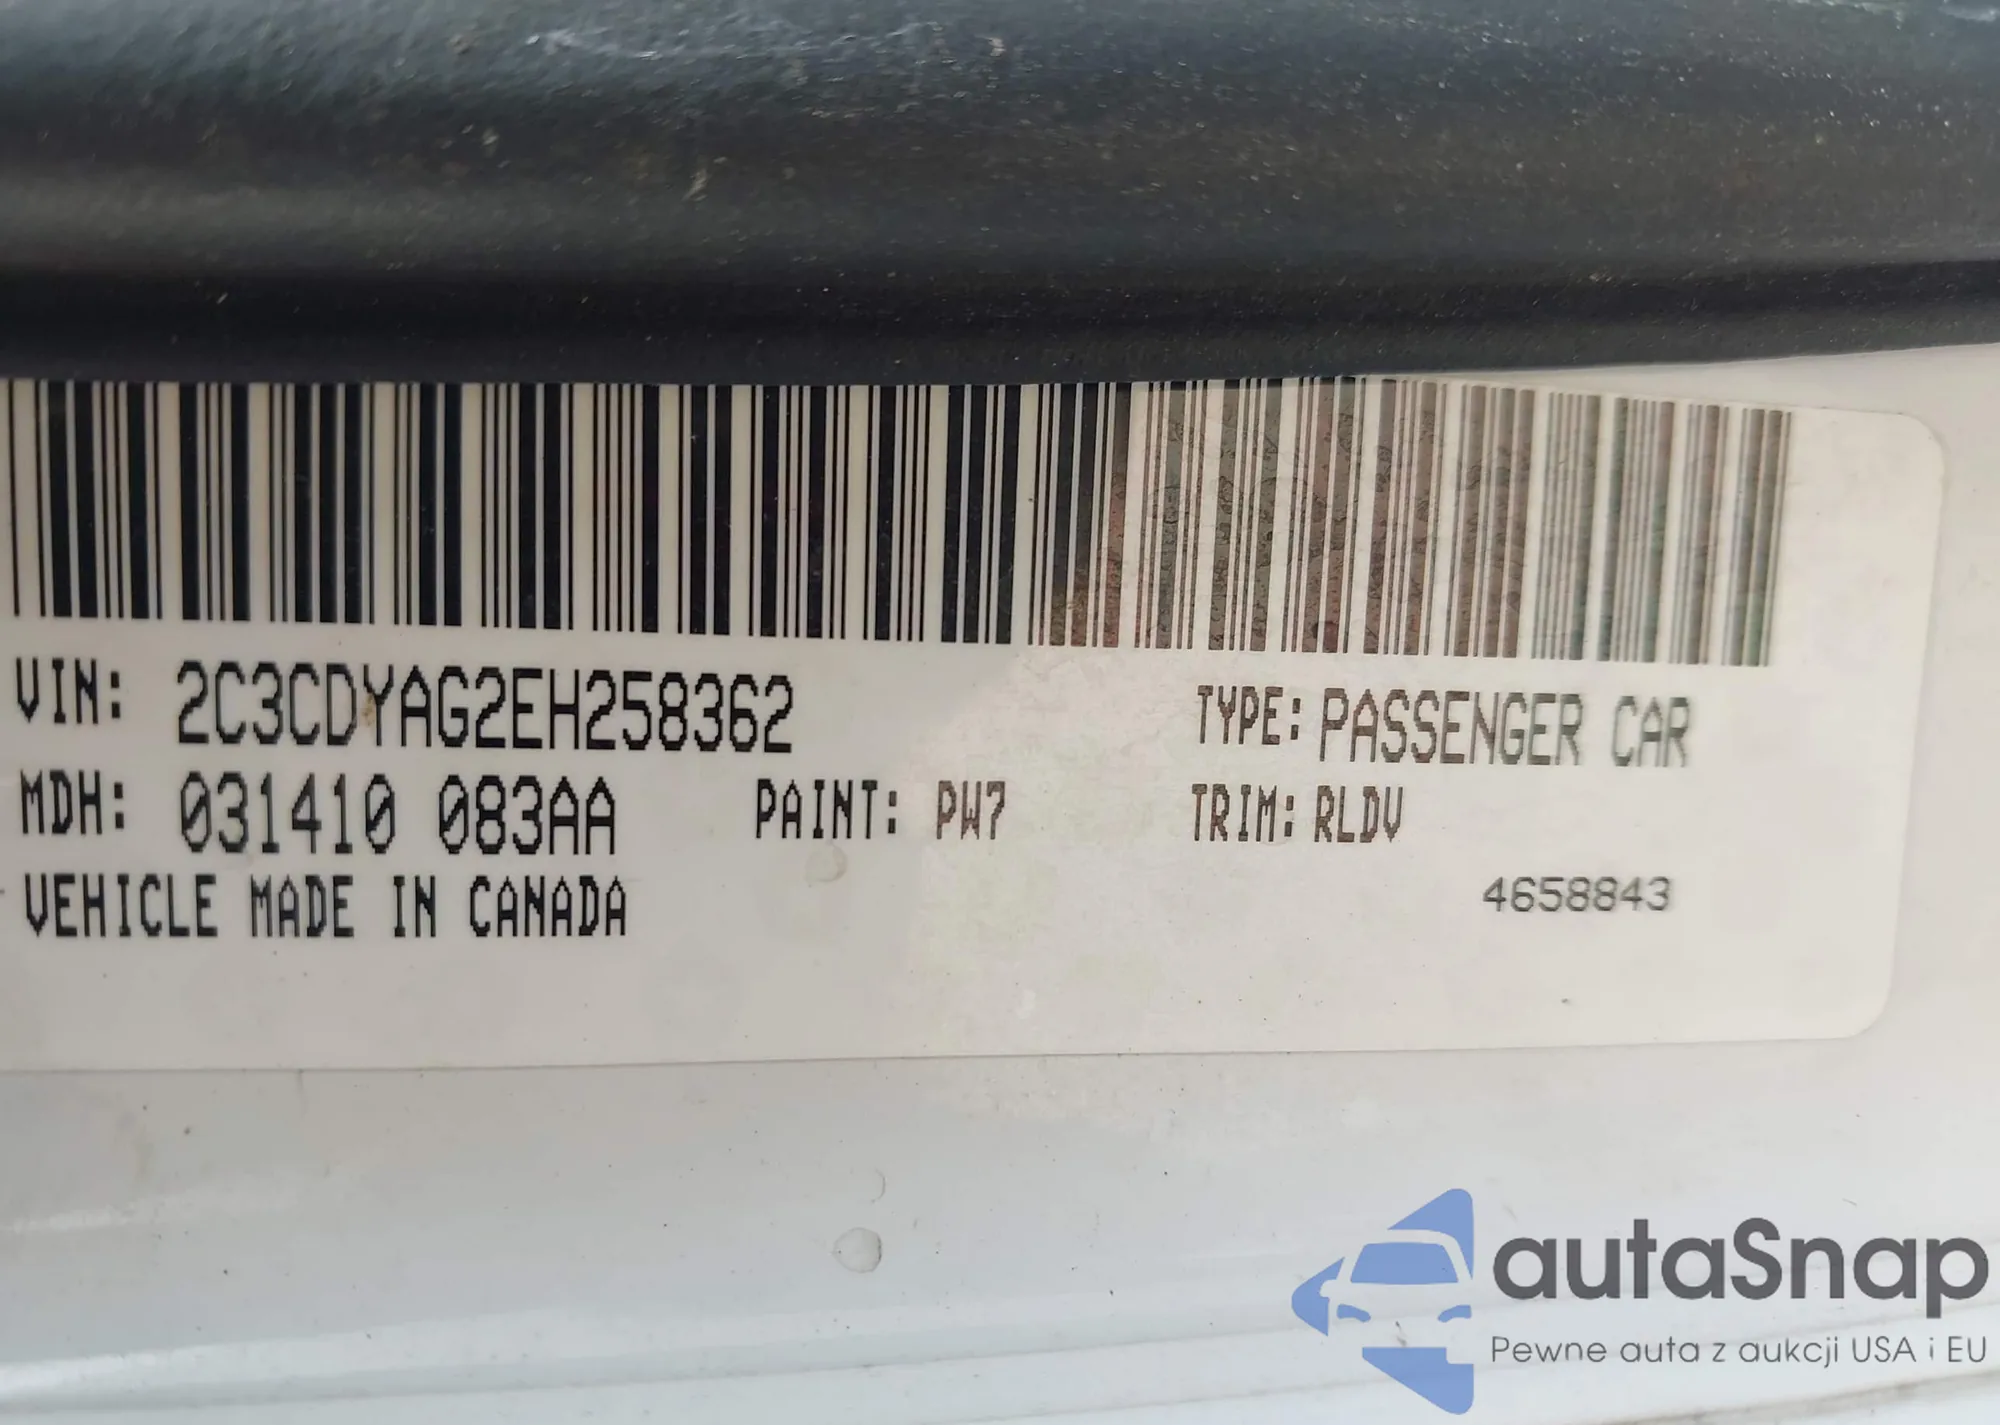 VIN: 2C3CDYAG2EH258362 TYPE: PASSENGER CAR
MDH: 031410 083AA PAINT: PW7 TRIM: RLDV
VEHICLE MADE IN CANADA 4658843
autaSnap
Pewne auta z aukcji USA i EU